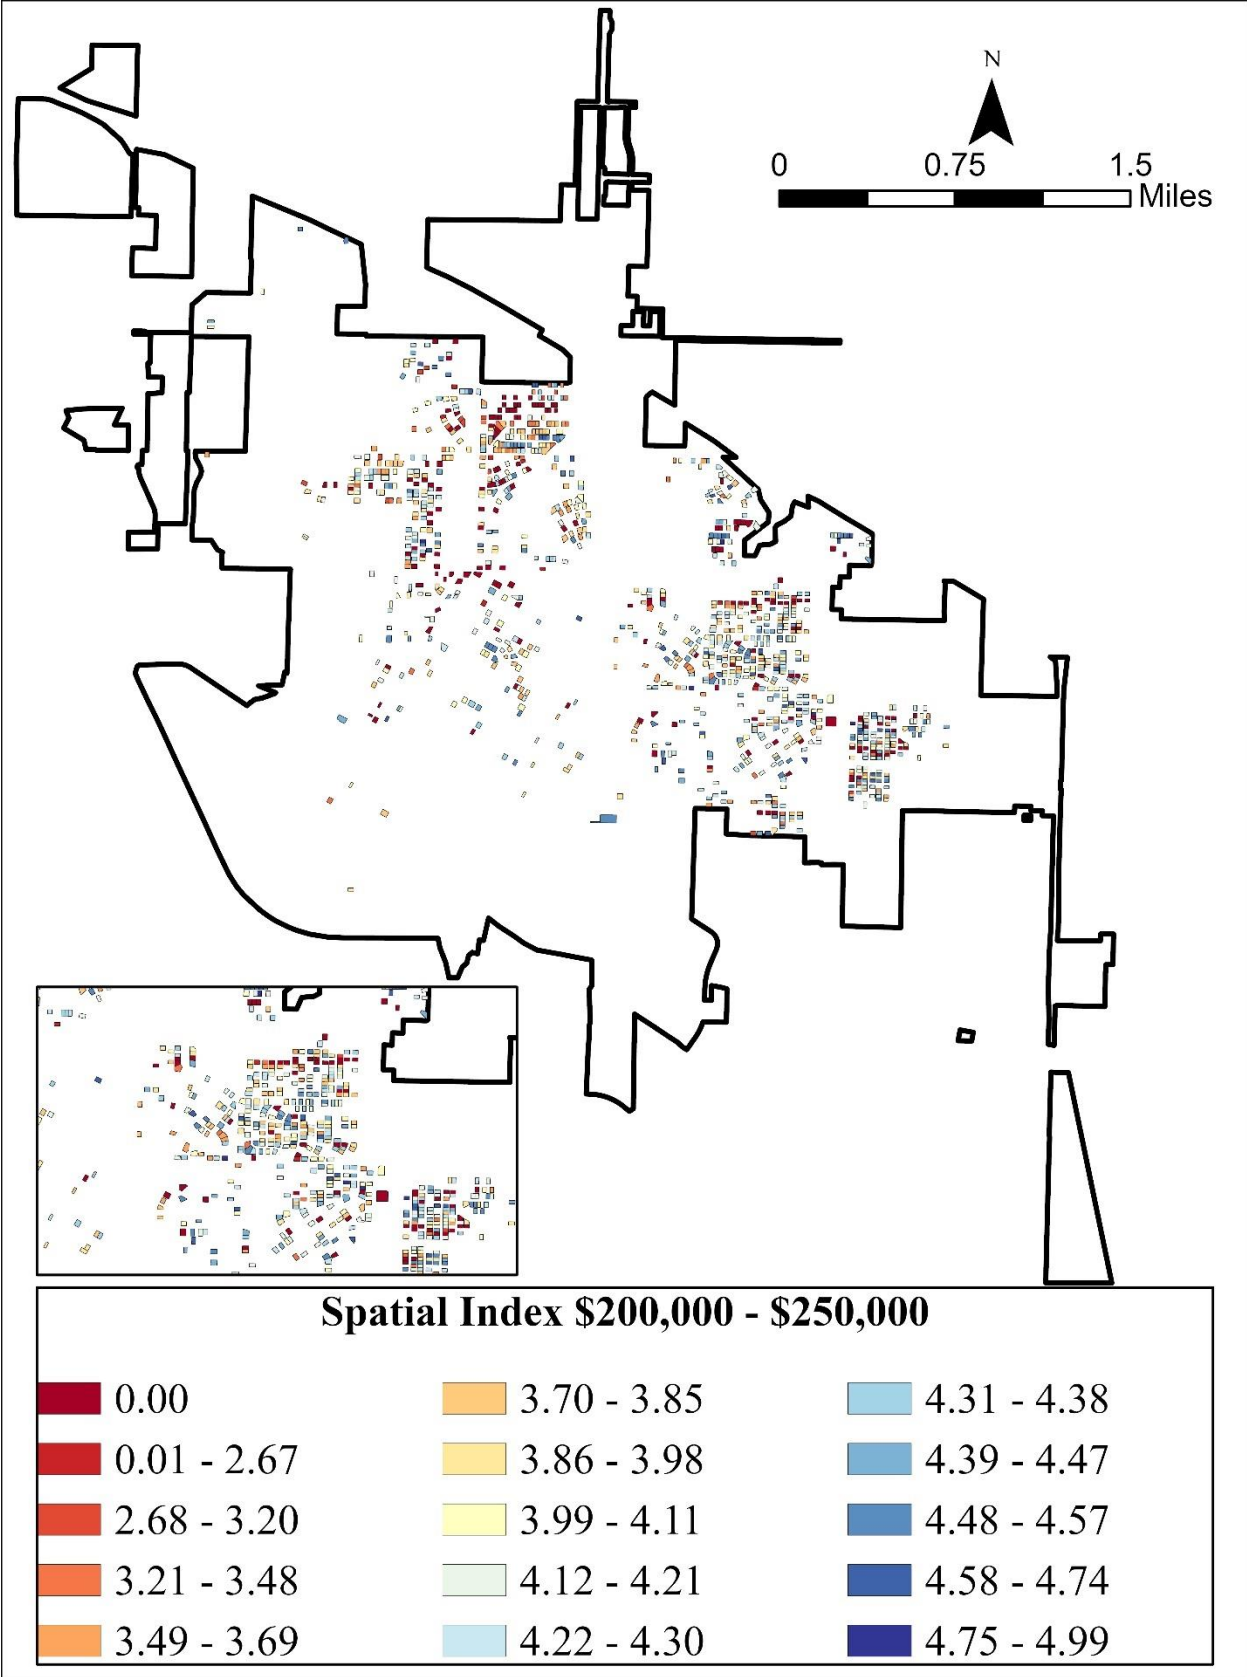 N
0 0.75 1.5
Miles
Spatial Index $200,000 - $250,000
0.00
0.01 - 2.67
2.68 - 3.20
3.21 - 3.48
3.49 - 3.69
3.70 - 3.85
3.86 - 3.98
3.99 - 4.11
4.12 - 4.21
4.22 - 4.30
4.31 - 4.38
4.39 - 4.47
4.48 - 4.57
4.58 - 4.74
4.75 - 4.99